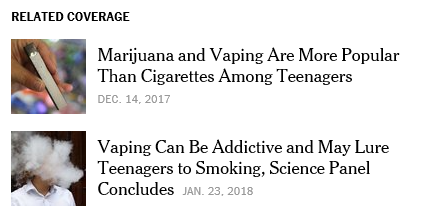 RELATED COVERAGE
Marijuana and Vaping Are More Popular
Than Cigarettes Among Teenagers
DEC. 14, 2017
Vaping Can Be Addictive and May Lure
Teenagers to Smoking, Science Panel
Concludes JAN. 23, 2018